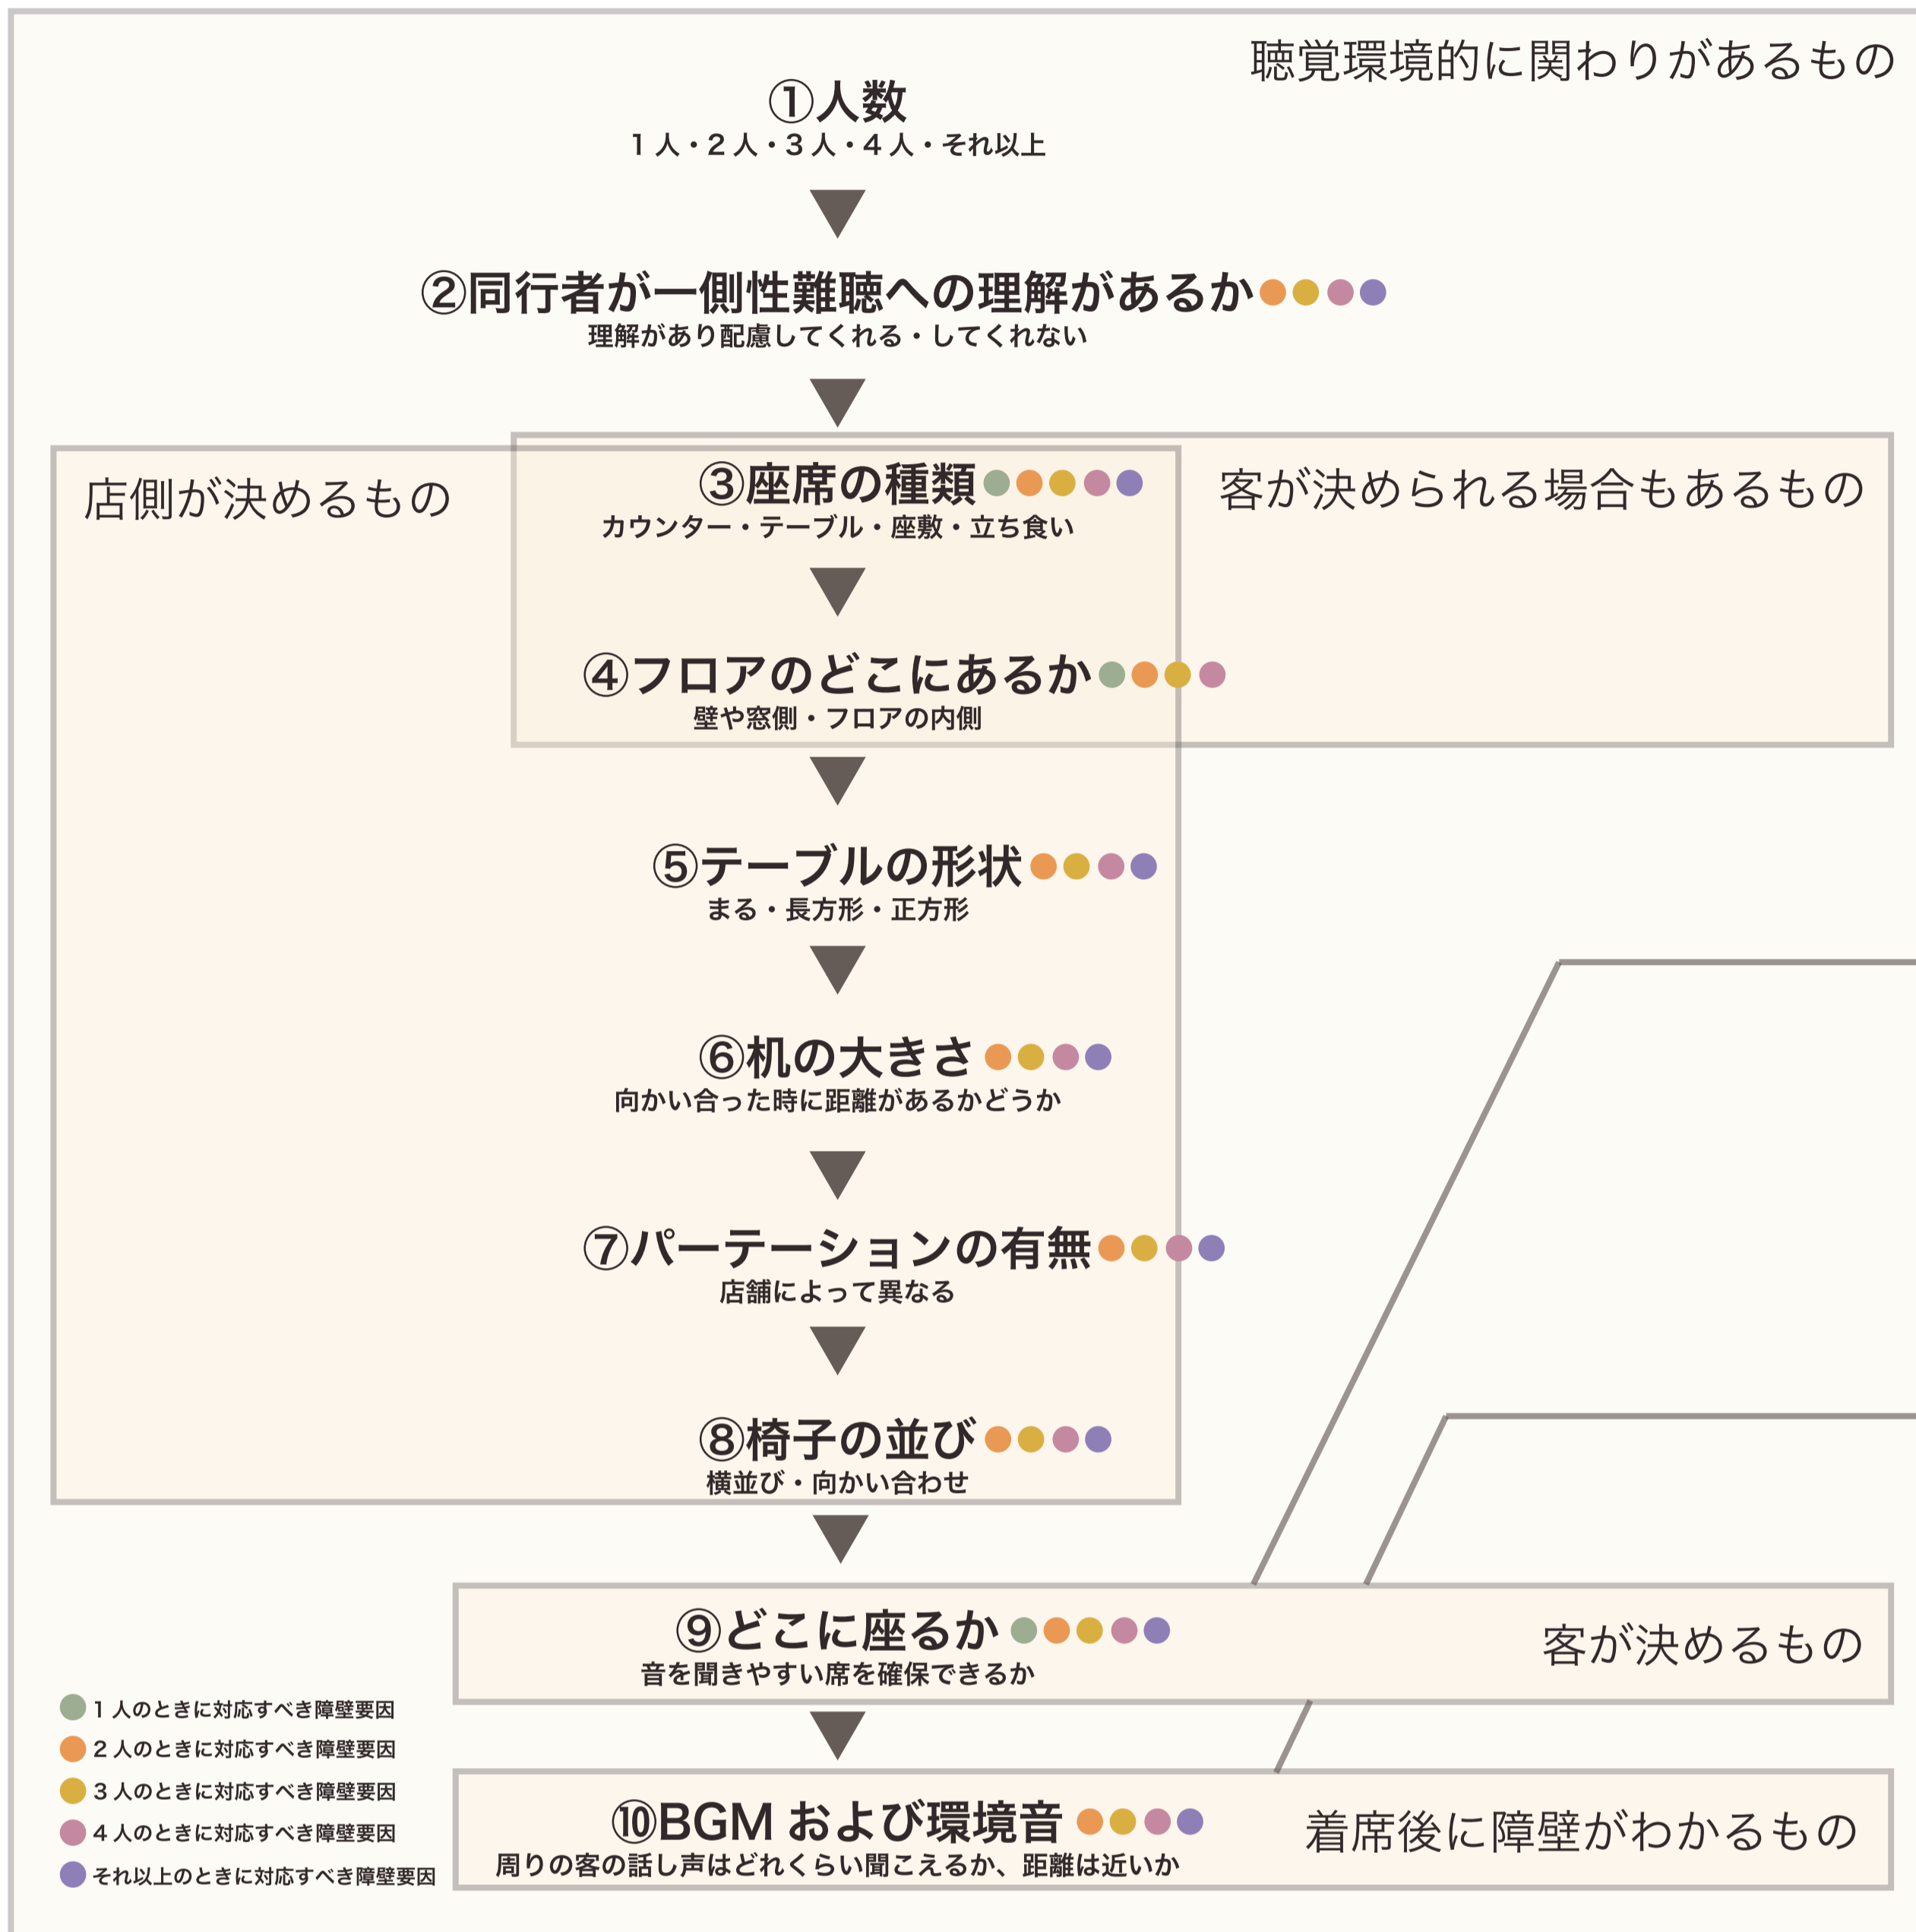 聴覚環境的に関わりがあるもの
①人数
1 人・2 人・3 人・4 人・それ以上
②同行者が一側性難聴への理解があるか
理解があり配慮してくれる・してくれない
店側が決めるもの
③座席の種類
カウンター・テーブル・座敷・立ち食い
客が決められる場合もあるもの
④フロアのどこにあるか
壁や窓側・フロアの内側
⑤テーブルの形状
まる・長方形・正方形
⑥机の大きさ
向かい合った時に距離があるかどうか
⑦パーテーションの有無
店舗によって異なる
⑧椅子の並び
横並び・向かい合わせ
⑨どこに座るか
音を聞きやすい席を確保できるか
客が決めるもの
⑩BGM および環境音
周りの客の話し声はどれくらい聞こえるか、距離は近いか
着席後に障壁がわかるもの
1 人のときに対応すべき障壁要因
2 人のときに対応すべき障壁要因
3 人のときに対応すべき障壁要因
4 人のときに対応すべき障壁要因
それ以上のときに対応すべき障壁要因